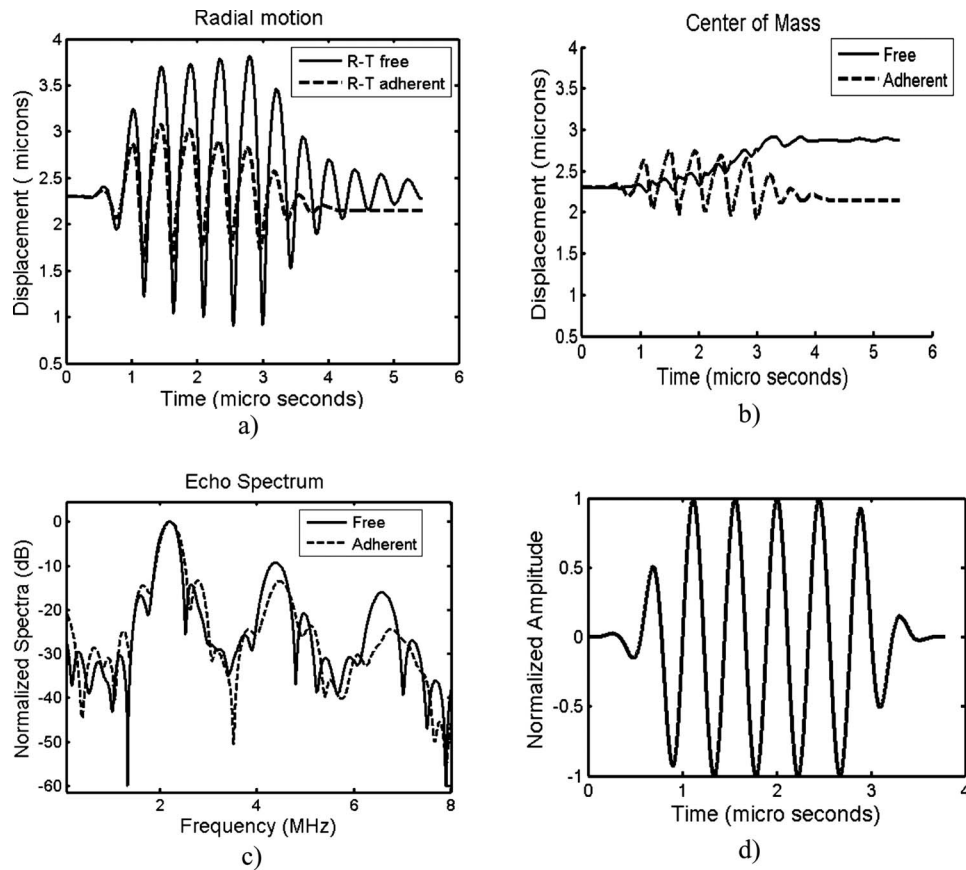 Radial motion
4
3.5
3
2.5
2
1.5
1
0.5
0 1 2 3 4 5 6
Displacement ( microns)
Time (micro seconds)
R-T free
R-T adherent
a)
Center of Mass
4
3.5
3
2.5
2
1.5
1
0.5
0 1 2 3 4 5 6
Displacement (microns)
Time (micro seconds)
Free
Adherent
b)
Echo Spectrum
0
-10
-20
-30
-40
-50
-60
2 4 6 8
Normalized Spectra (dB)
Frequency (MHz)
Free
Adherent
c)
1
0.5
0
-0.5
-1
0 1 2 3 4
Normalized Amplitude
Time (micro seconds)
d)